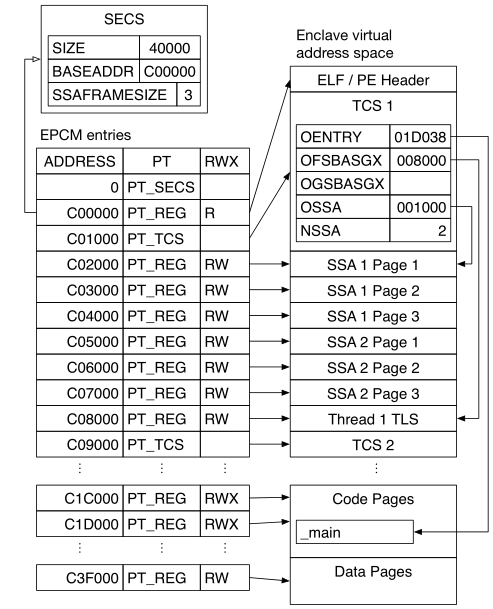 SECS
SIZE 40000
BASEADDR C00000
SSAFRAMESIZE 3
EPCM entries
ADDRESS PT RWX
0 PT_SECS
C00000 PT_REG R
C01000 PT_TCS
C02000 PT_REG RW
C03000 PT_REG RW
C04000 PT_REG RW
C05000 PT_REG RW
C06000 PT_REG RW
C07000 PT_REG RW
C08000 PT_REG RW
C09000 PT_TCS
⋮ ⋮ ⋮
C1C000 PT_REG RWX
C1D000 PT_REG RWX
⋮ ⋮ ⋮
C3F000 PT_REG RW
Enclave virtual
address space
ELF / PE Header
TCS 1
OENTRY 01D038
OFSBASGX 008000
OGSBASGX
OSSA 001000
NSSA 2
SSA 1 Page 1
SSA 1 Page 2
SSA 1 Page 3
SSA 2 Page 1
SSA 2 Page 2
SSA 2 Page 3
Thread 1 TLS
TCS 2
⋮
Code Pages
_main
Data Pages